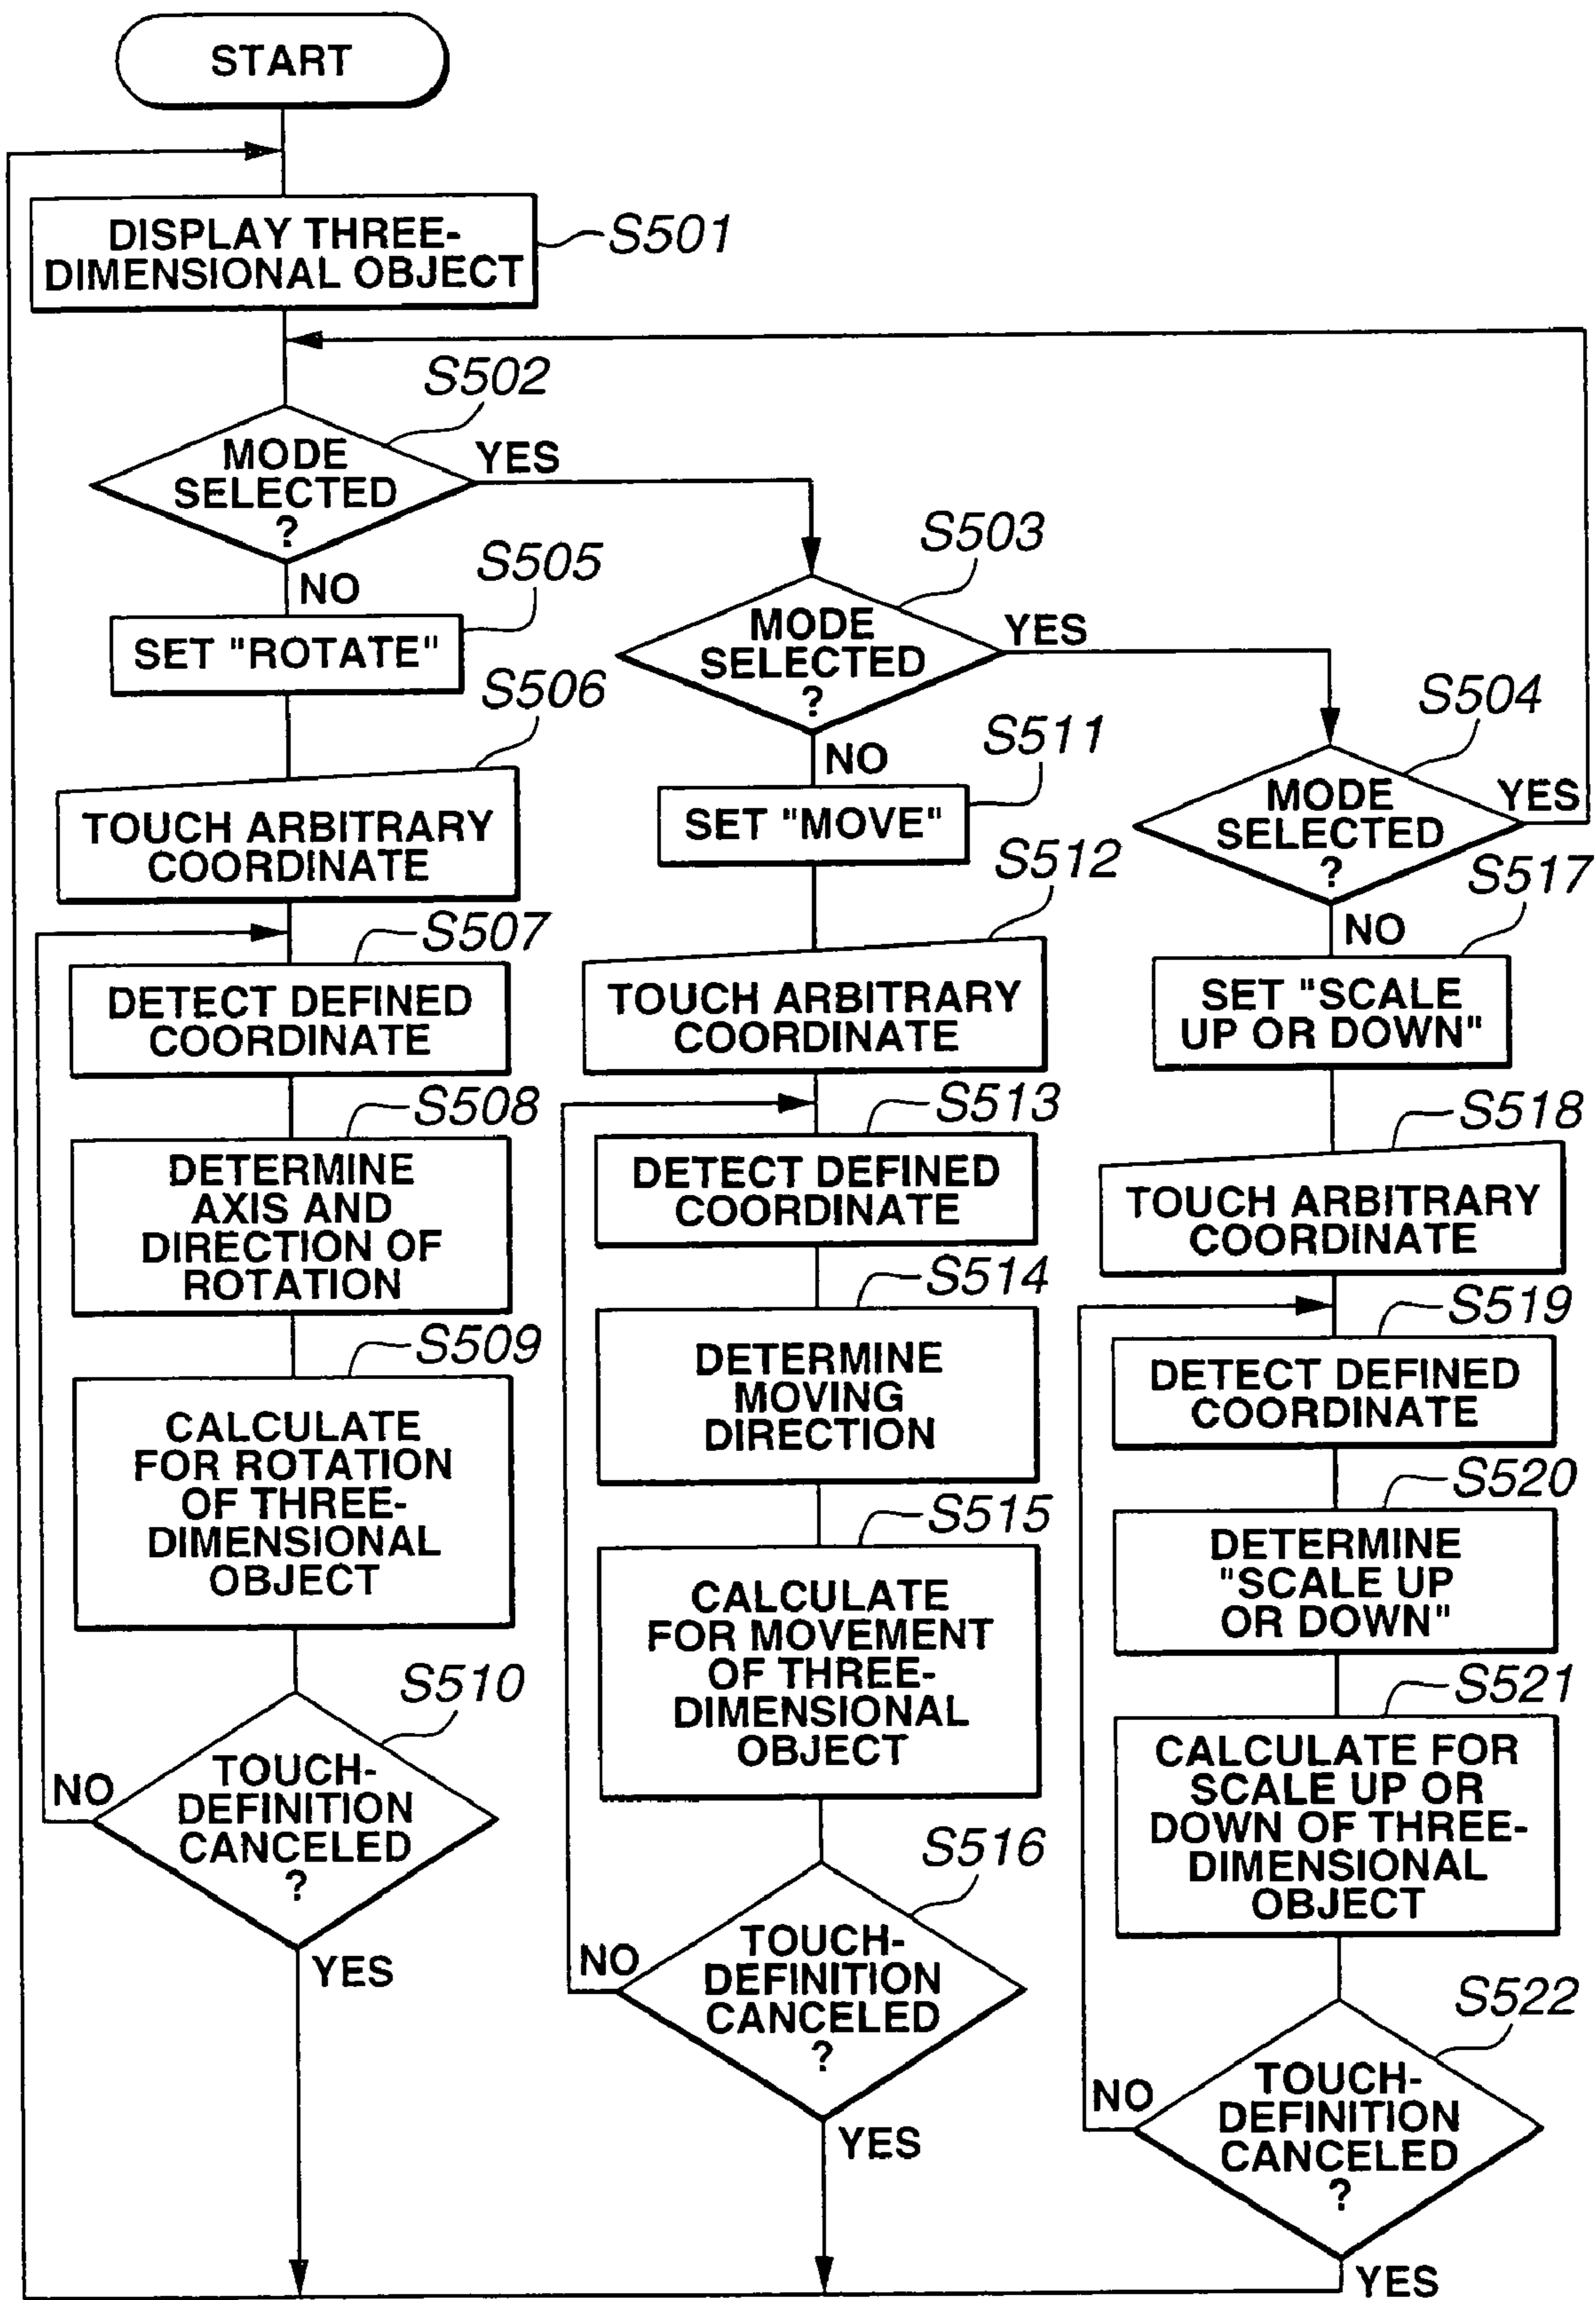 START
DISPLAY THREE-
DIMENSIONAL OBJECT
S501
S502
MODE
SELECTED
?
YES
NO
S505
SET "ROTATE"
S506
TOUCH ARBITRARY
COORDINATE
S507
DETECT DEFINED
COORDINATE
S508
DETERMINE
AXIS AND
DIRECTION OF
ROTATION
S509
CALCULATE
FOR ROTATION
OF THREE-
DIMENSIONAL
OBJECT
S510
TOUCH-
DEFINITION
CANCELED
?
NO
YES
S503
MODE
SELECTED
?
YES
NO
S511
SET "MOVE"
S512
TOUCH ARBITRARY
COORDINATE
S513
DETECT DEFINED
COORDINATE
S514
DETERMINE
MOVING
DIRECTION
S515
CALCULATE
FOR MOVEMENT
OF THREE-
DIMENSIONAL
OBJECT
S516
TOUCH-
DEFINITION
CANCELED
?
NO
YES
S504
MODE
SELECTED
?
YES
NO
S517
SET "SCALE
UP OR DOWN"
S518
TOUCH ARBITRARY
COORDINATE
S519
DETECT DEFINED
COORDINATE
S520
DETERMINE
"SCALE UP
OR DOWN"
S521
CALCULATE FOR
SCALE UP OR
DOWN OF THREE-
DIMENSIONAL
OBJECT
S522
TOUCH-
DEFINITION
CANCELED
?
NO
YES